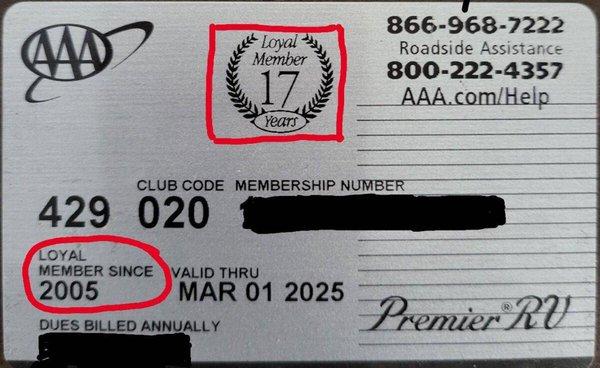 AAA
Loyal
Member
17
Years
866-968-7222
Roadside Assistance
800-222-4357
AAA.com/Help
CLUB CODE MEMBERSHIP NUMBER
429 020
LOYAL
MEMBER SINCE
2005
VALID THRU
MAR 01 2025
DUES BILLED ANNUALLY
Premier® RV